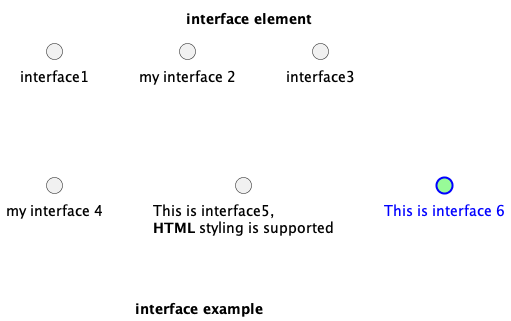 interface element
interface1
my interface 2
interface3
my interface 4
This is interface5,
HTML styling is supported
This is interface 6
interface example